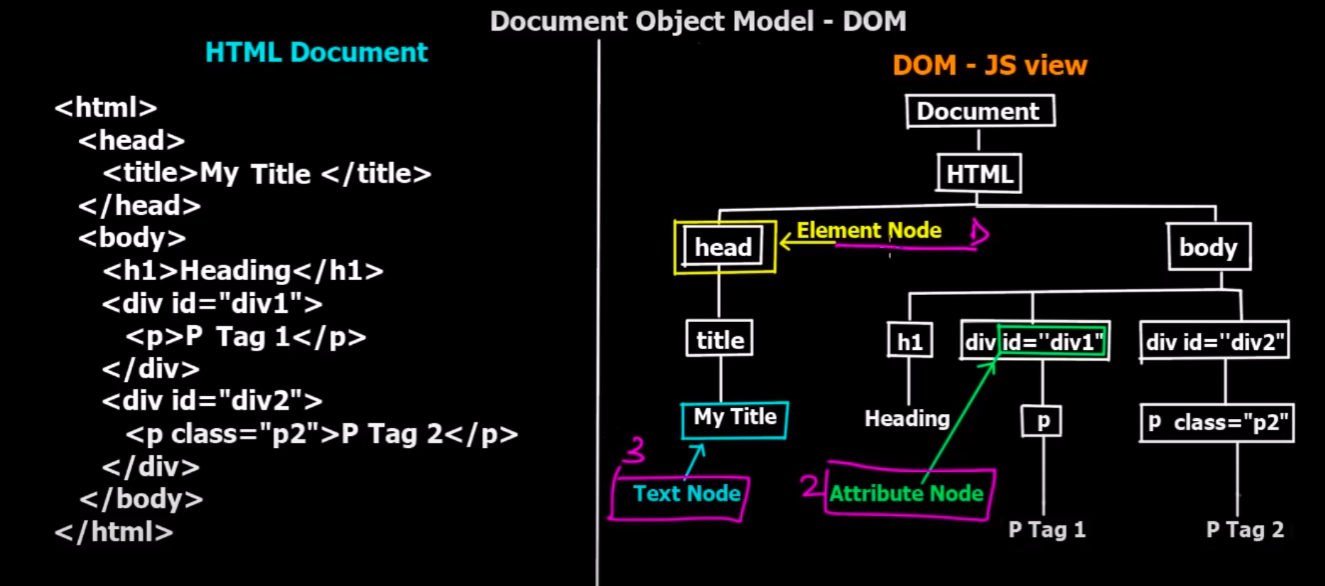 Document Object Model - DOM
HTML Document
<html>
<head>
<title>My Title </title>
</head>
<body>
<h1>Heading</h1>
<div id="div1">
<p>P Tag 1</p>
</div>
<div id="div2">
<p class="p2">P Tag 2</p>
</div>
</body>
</html>
DOM - JS view
Document
HTML
head
Element Node
body
title
h1
div id=''div1"
div id=''div2"
My Title
Heading
p
p class="p2"
3
Text Node
2
Attribute Node
P Tag 1
P Tag 2